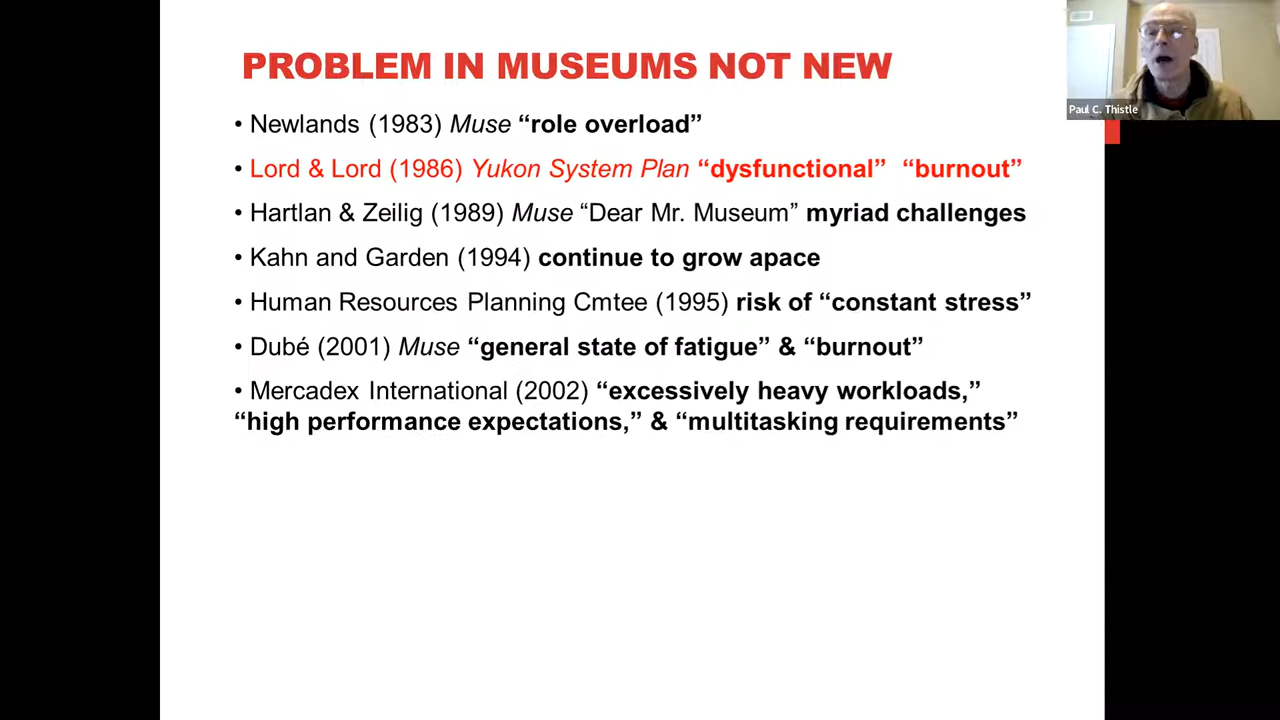 PROBLEM IN MUSEUMS NOT NEW
• Newlands (1983) Muse “role overload”
• Lord & Lord (1986) Yukon System Plan “dysfunctional” “burnout”
• Hartlan & Zeilig (1989) Muse “Dear Mr. Museum” myriad challenges
• Kahn and Garden (1994) continue to grow apace
• Human Resources Planning Cmtee (1995) risk of “constant stress”
• Dubé (2001) Muse “general state of fatigue” & “burnout”
• Mercadex International (2002) “excessively heavy workloads,”
“high performance expectations,” & “multitasking requirements”
Paul C. Thistle